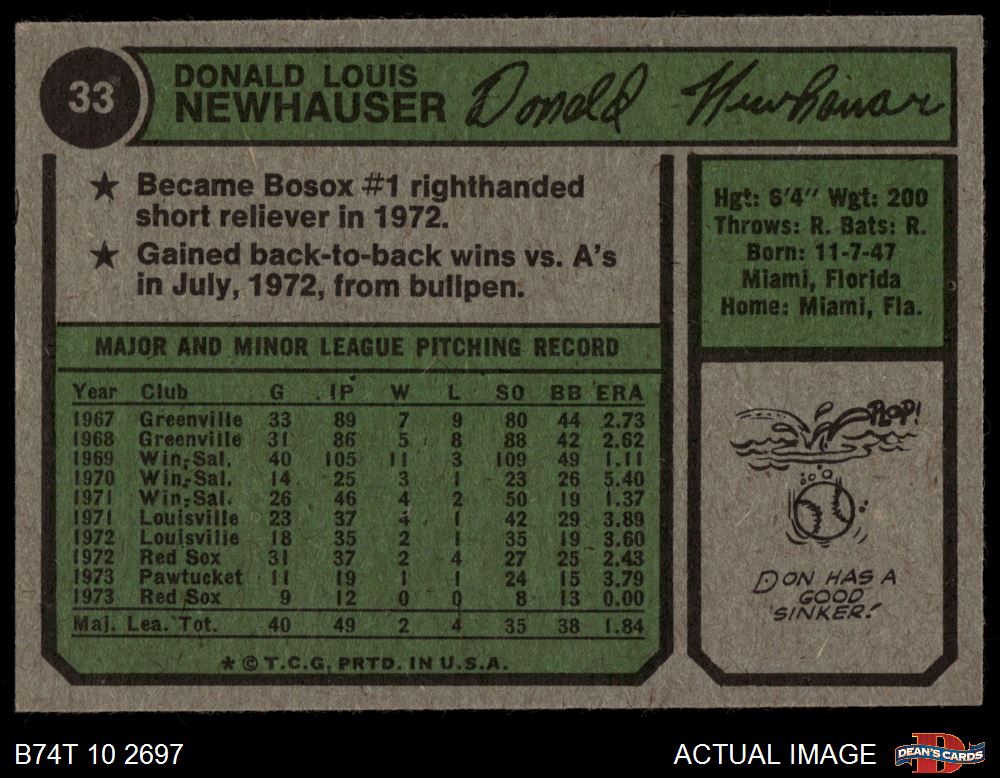 33
DONALD LOUIS
NEWHAUSER
Donald Newhauser
★ Became Bosox #1 righthanded
short reliever in 1972.
★ Gained back-to-back wins vs. A's
in July, 1972, from bullpen.
Hgt: 6'4" Wgt: 200
Throws: R. Bats: R.
Born: 11-7-47
Miami, Florida
Home: Miami, Fla.
MAJOR AND MINOR LEAGUE PITCHING RECORD
Year Club G IP W L SO BB ERA
1967 Greenville 33 89 7 9 80 44 2.73
1968 Greenville 31 86 5 8 88 42 2.62
1969 Win-Sal. 40 105 11 3 109 49 1.11
1970 Win-Sal. 14 25 3 1 23 26 5.40
1971 Win-Sal. 26 46 4 2 50 19 1.37
1971 Louisville 23 37 4 1 42 29 3.89
1972 Louisville 18 35 2 1 35 19 3.60
1972 Red Sox 31 37 2 4 27 25 2.43
1973 Pawtucket 11 19 1 1 24 15 3.79
1973 Red Sox 9 12 0 0 8 13 0.00
Maj. Lea. Tot. 40 49 2 4 35 38 1.84
* © T.C.G. PRTD. IN U.S.A.
PLOP!
DON HAS A
GOOD
SINKER!
B74T 10 2697
ACTUAL IMAGE
DEAN'S CARDS